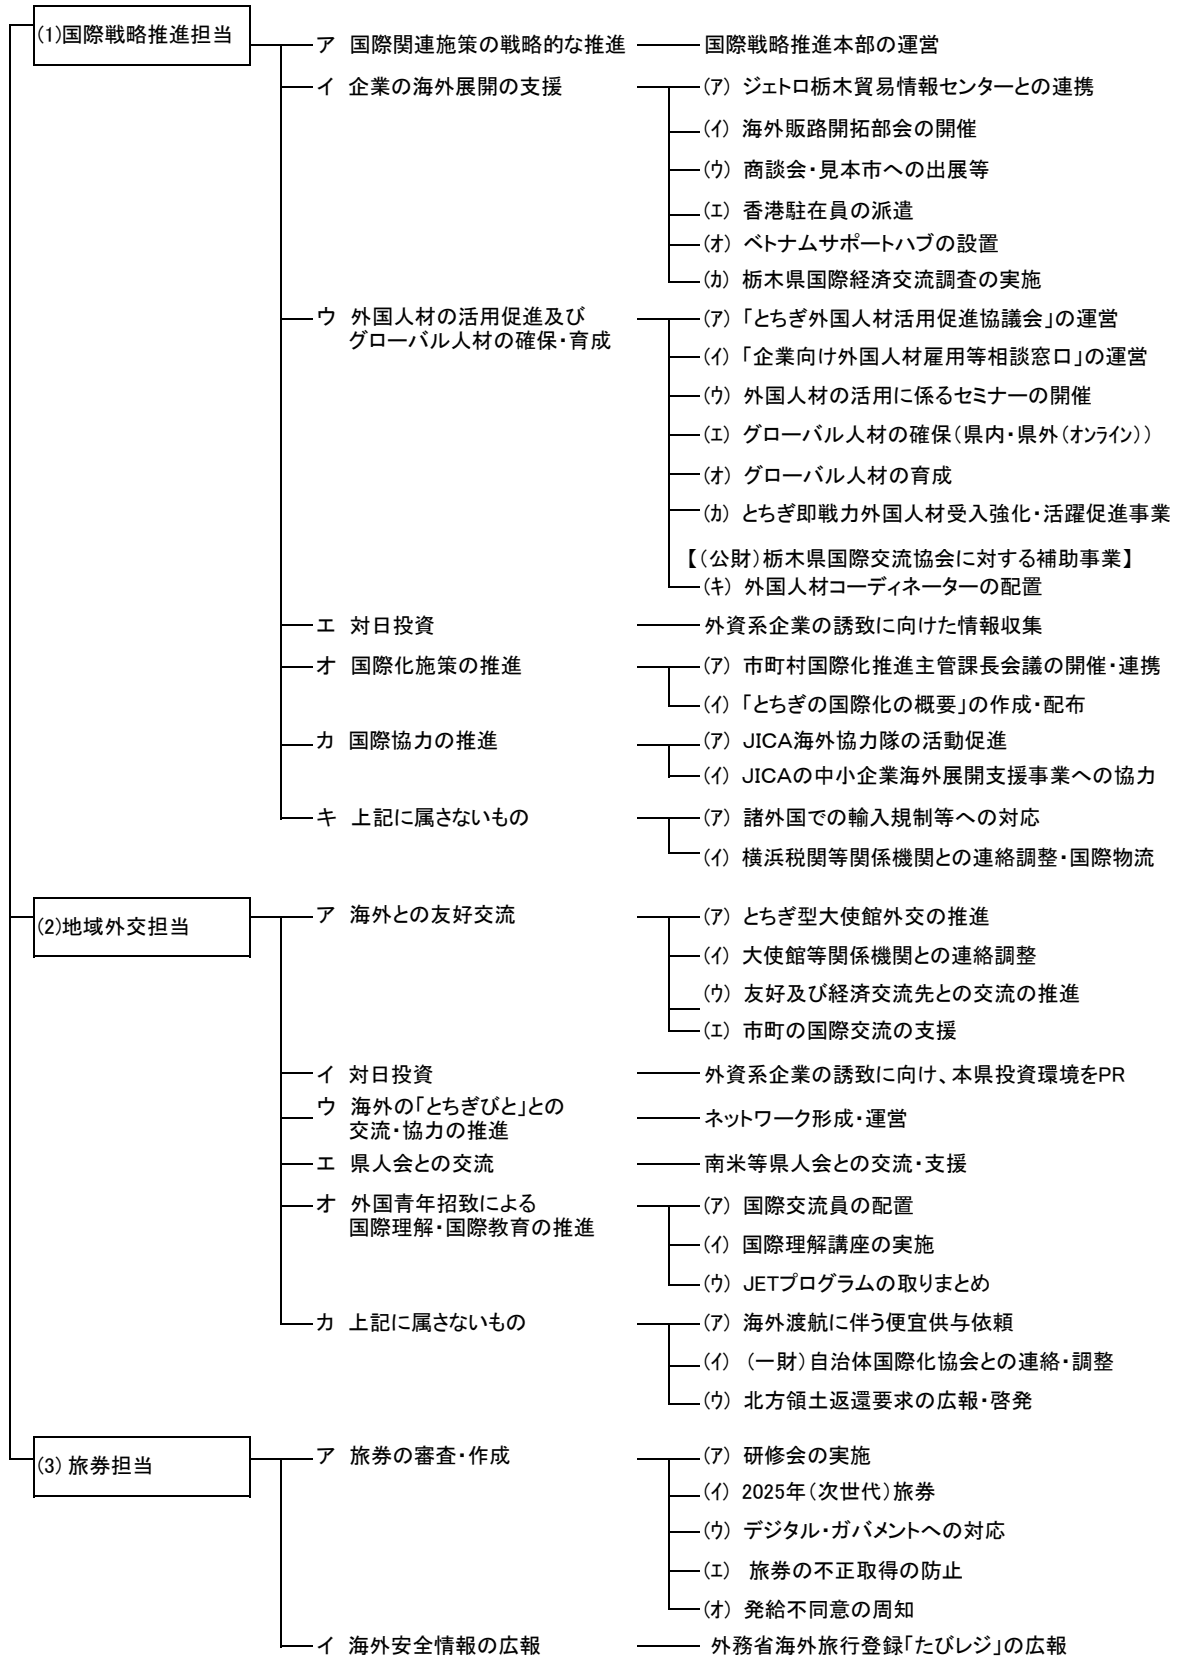 (1)国際戦略推進担当
ア 国際関連施策の戦略的な推進
国際戦略推進本部の運営
イ 企業の海外展開の支援
(ｱ) ジェトロ栃木貿易情報センターとの連携
(ｲ) 海外販路開拓部会の開催
(ｳ) 商談会・見本市への出展等
(ｴ) 香港駐在員の派遣
(ｵ) ベトナムサポートハブの設置
(ｶ) 栃木県国際経済交流調査の実施
ウ 外国人材の活用促進及び
グローバル人材の確保・育成
(ｱ) 「とちぎ外国人材活用促進協議会」の運営
(ｲ) 「企業向け外国人材雇用等相談窓口」の運営
(ｳ) 外国人材の活用に係るセミナーの開催
(ｴ) グローバル人材の確保（県内・県外（ｵﾝﾗｲﾝ））
(ｵ) グローバル人材の育成
(ｶ) とちぎ即戦力外国人材受入強化・活躍促進事業
【（公財）栃木県国際交流協会に対する補助事業】
(ｷ) 外国人材コーディネーターの配置
エ 対日投資
外資系企業の誘致に向けた情報収集
オ 国際化施策の推進
(ｱ) 市町村国際化推進主管課長会議の開催・連携
(ｲ) 「とちぎの国際化の概要」の作成・配布
カ 国際協力の推進
(ｱ) JICA海外協力隊の活動促進
(ｲ) JICAの中小企業海外展開支援事業への協力
キ 上記に属さないもの
(ｱ) 諸外国での輸入規制等への対応
(ｲ) 横浜税関等関係機関との連絡調整・国際物流
(2)地域外交担当
ア 海外との友好交流
(ｱ) とちぎ型大使館外交の推進
(ｲ) 大使館等関係機関との連絡調整
(ｳ) 友好及び経済交流先との交流の推進
(ｴ) 市町の国際交流の支援
イ 対日投資
外資系企業の誘致に向け、本県投資環境をPR
ウ 海外の「とちぎびと」との
交流・協力の推進
ネットワーク形成・運営
エ 県人会との交流
南米等県人会との交流・支援
オ 外国青年招致による
国際理解・国際教育の推進
(ｱ) 国際交流員の配置
(ｲ) 国際理解講座の実施
(ｳ) JETプログラムの取りまとめ
カ 上記に属さないもの
(ｱ) 海外渡航に伴う便宜供与依頼
(ｲ) （一財）自治体国際化協会との連絡・調整
(ｳ) 北方領土返還要求の広報・啓発
(3) 旅券担当
ア 旅券の審査・作成
(ｱ) 研修会の実施
(ｲ) 2025年（次世代）旅券
(ｳ) デジタル・ガバメントへの対応
(ｴ) 旅券の不正取得の防止
(ｵ) 発給不同意の周知
イ 海外安全情報の広報
外務省海外旅行登録「たびレジ」の広報